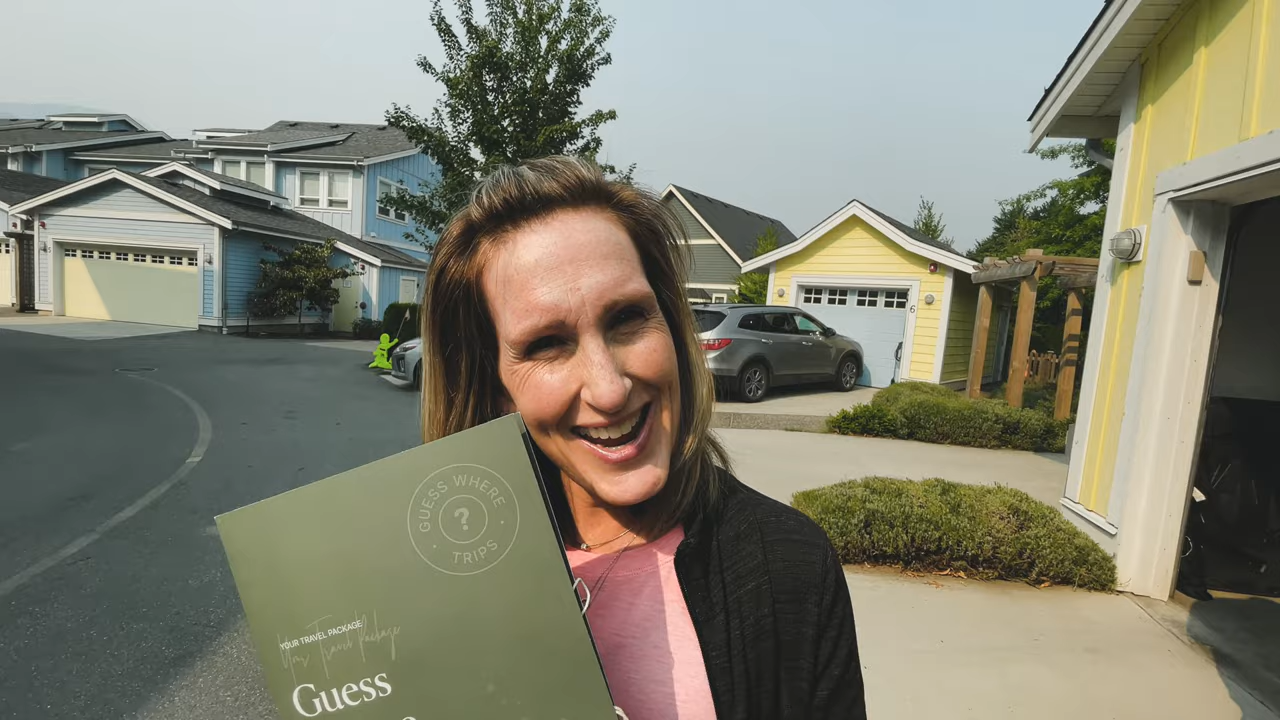 GUESS WHERE
?
TRIPS
YOUR TRAVEL PACKAGE
Your Travel Package
Guess
6